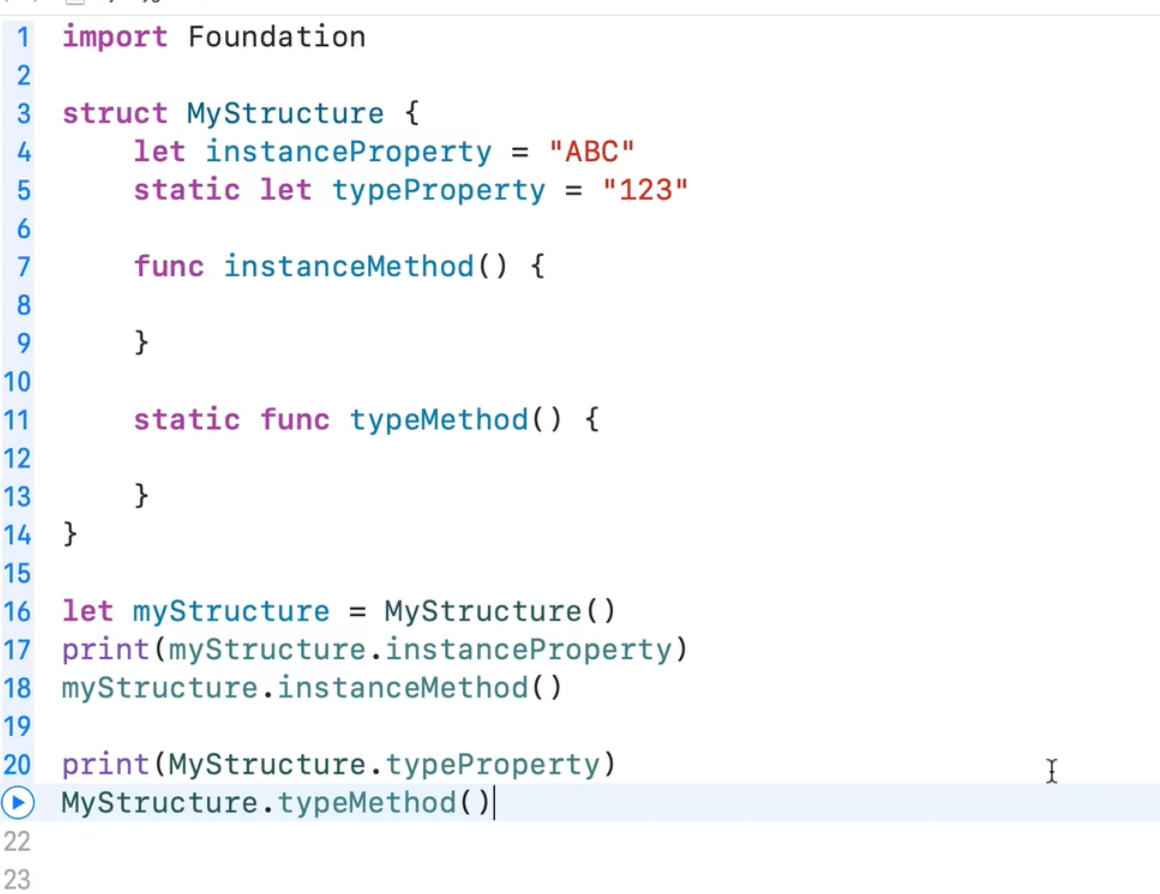 1 import Foundation
2
3 struct MyStructure {
4     let instanceProperty = "ABC"
5     static let typeProperty = "123"
6
7     func instanceMethod() {
8
9     }
10
11     static func typeMethod() {
12
13     }
14 }
15
16 let myStructure = MyStructure()
17 print(myStructure.instanceProperty)
18 myStructure.instanceMethod()
19
20 print(MyStructure.typeProperty)
MyStructure.typeMethod()
22
23